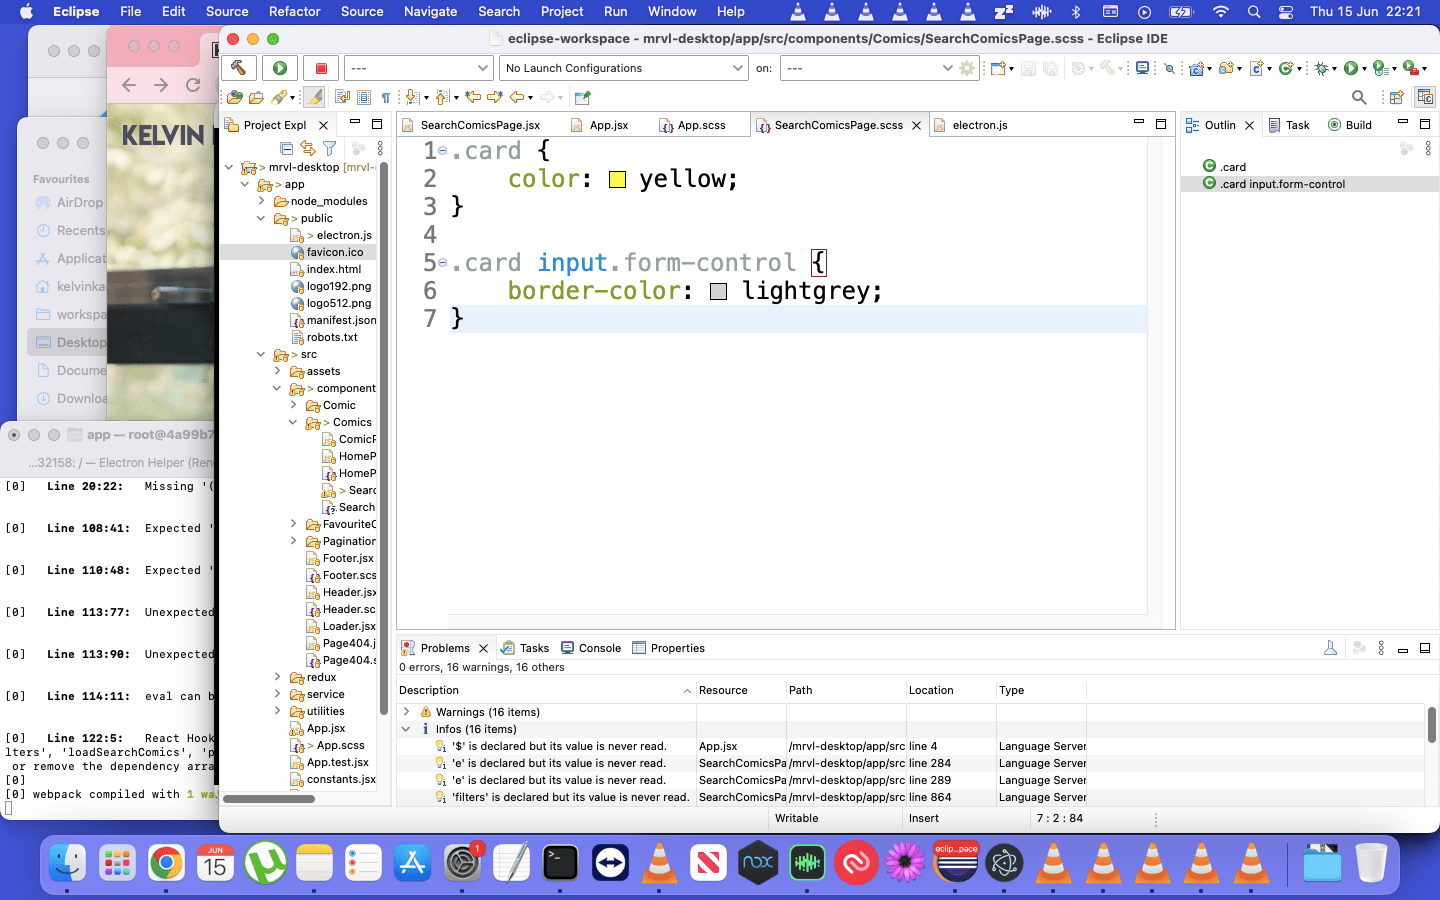 Eclipse File Edit Source Refactor Source Navigate Search Project Run Window Help Thu 15 Jun 22:21
eclipse-workspace - mrvl-desktop/app/src/components/Comics/SearchComicsPage.scss - Eclipse IDE
--- No Launch Configurations on: ---
KELVIN
Favourites
AirDrop
Recents
Applicat
kelvinka
workspa
Desktop
Docume
Downloa
app — root@4a99b7
...32158: / — Electron Helper (Ren
[0] Line 20:22: Missing '(
[0] Line 108:41: Expected '
[0] Line 110:48: Expected '
[0] Line 113:77: Unexpected
[0] Line 113:90: Unexpected
[0] Line 114:11: eval can b
[0] Line 122:5: React Hook
lters', 'loadSearchComics', 'p
or remove the dependency arra
[0]
[0] webpack compiled with 1 wa
Project Expl
> mrvl-desktop [mrvl-
> app
node_modules
> public
> electron.js
favicon.ico
index.html
logo192.png
logo512.png
manifest.json
robots.txt
> src
assets
> component
Comic
> Comics
ComicF
HomeP
HomeP
> Searc
Search
FavouriteC
Pagination
Footer.jsx
Footer.scs
Header.jsx
Header.sc
Loader.jsx
Page404.j
Page404.s
redux
service
utilities
App.jsx
> App.scss
App.test.jsx
constants.jsx
SearchComicsPage.jsx App.jsx App.scss SearchComicsPage.scss electron.js
1 .card {
2 color: yellow;
3 }
4
5 .card input.form-control {
6 border-color: lightgrey;
7 }
Outlin Task Build
.card
.card input.form-control
Problems Tasks Console Properties
0 errors, 16 warnings, 16 others
Description Resource Path Location Type
Warnings (16 items)
Infos (16 items)
'$' is declared but its value is never read. App.jsx /mrvl-desktop/app/src line 4 Language Server
'e' is declared but its value is never read. SearchComicsPa /mrvl-desktop/app/src line 284 Language Server
'e' is declared but its value is never read. SearchComicsPa /mrvl-desktop/app/src line 289 Language Server
'filters' is declared but its value is never read. SearchComicsPa /mrvl-desktop/app/src line 864 Language Server
Writable Insert 7 : 2 : 84
JUN
15
1
eclip...pace
nox